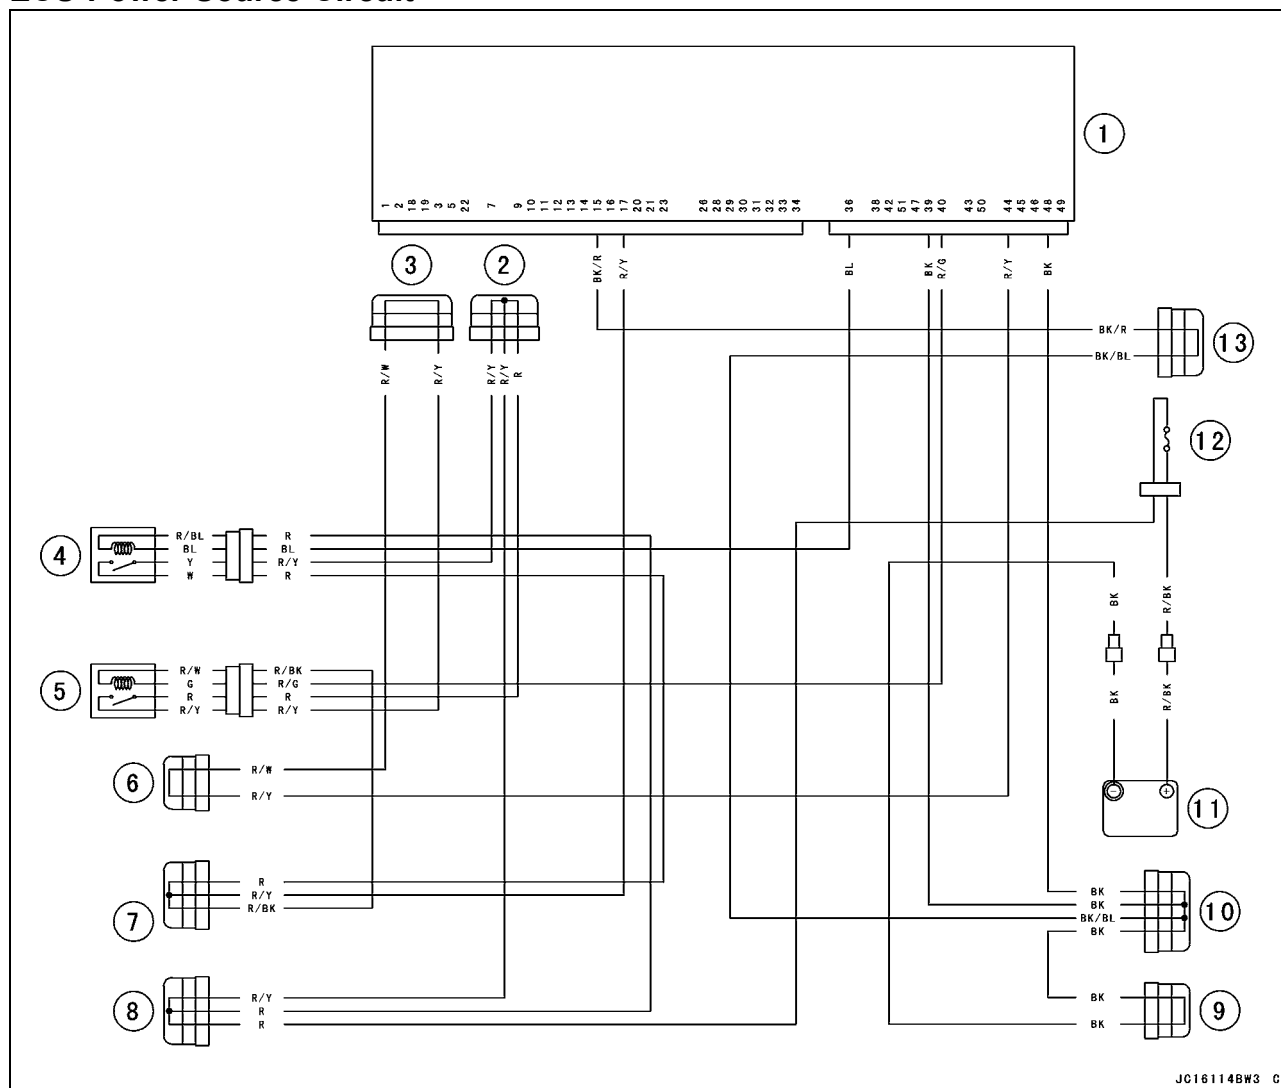 ECU Power Source Circuit
1
1 2 18 19 3 5 22 7 9 10 11 12 13 14 15 16 17 20 21 23 26 28 29 30 31 32 33 34 36 38 42 51 47 39 40 43 50 44 45 46 48 49
3 2
BK/R R/Y BL BK R/G R/Y BK
BK/R
13
BK/BL
R/W R/Y R/Y R/Y R
12
4
R/BL R
BL BL
Y R/Y
W R
BK R/BK
5
R/W R/BK
G R/G
R R
R/Y R/Y
BK R/BK
6
R/W
R/Y
− +
11
7
R
R/Y
R/BK
BK
BK
BK/BL
BK
10
8
R/Y
R
R
BK
BK
9
JC16114BW3 C